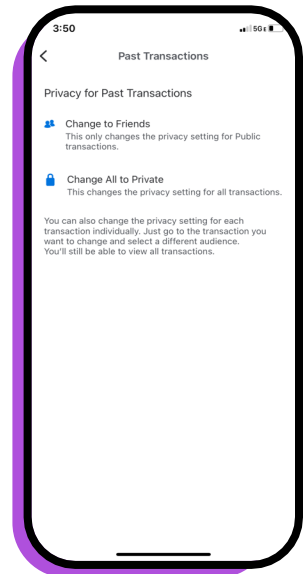 3:50
5G
Past Transactions
Privacy for Past Transactions
Change to Friends
This only changes the privacy setting for Public
transactions.
Change All to Private
This changes the privacy setting for all transactions.
You can also change the privacy setting for each
transaction individually. Just go to the transaction you
want to change and select a different audience.
You'll still be able to view all transactions.